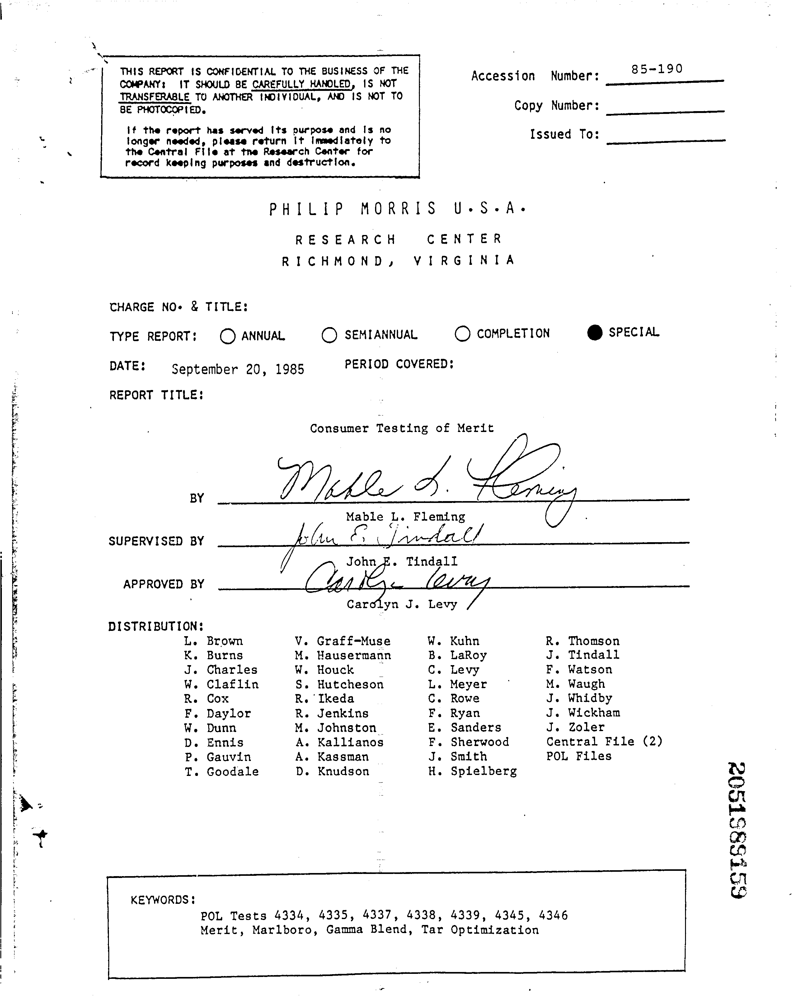 THIS REPORT IS CONFIDENTIAL TO THE BUSINESS OF THE
COMPANY: IT SHOULD BE CAREFULLY HANDLED, IS NOT
TRANSFERABLE TO ANOTHER INDIVIDUAL, AND IS NOT TO
BE PHOTOCOPIED.
If the report has served its purpose and is no
longer needed, please return it immediately to
the Central File at the Research Center for
record keeping purposes and destruction.
Accession Number: 85-190
Copy Number:
Issued To:
PHILIP MORRIS U.S.A.
RESEARCH CENTER
RICHMOND, VIRGINIA
CHARGE NO. & TITLE:
TYPE REPORT: ANNUAL SEMIANNUAL COMPLETION SPECIAL
DATE: September 20, 1985 PERIOD COVERED:
REPORT TITLE:
Consumer Testing of Merit
BY Mable L. Fleming
Mable L. Fleming
SUPERVISED BY John E. Tindall
John E. Tindall
APPROVED BY Carolyn Levy
Carolyn J. Levy
DISTRIBUTION:
L. Brown V. Graff-Muse W. Kuhn R. Thomson
K. Burns M. Hausermann B. LaRoy J. Tindall
J. Charles W. Houck C. Levy F. Watson
W. Claflin S. Hutcheson L. Meyer M. Waugh
R. Cox R. Ikeda C. Rowe J. Whidby
F. Daylor R. Jenkins F. Ryan J. Wickham
W. Dunn M. Johnston E. Sanders J. Zoler
D. Ennis A. Kallianos F. Sherwood Central File (2)
P. Gauvin A. Kassman J. Smith POL Files
T. Goodale D. Knudson H. Spielberg
2051989159
KEYWORDS:
POL Tests 4334, 4335, 4337, 4338, 4339, 4345, 4346
Merit, Marlboro, Gamma Blend, Tar Optimization